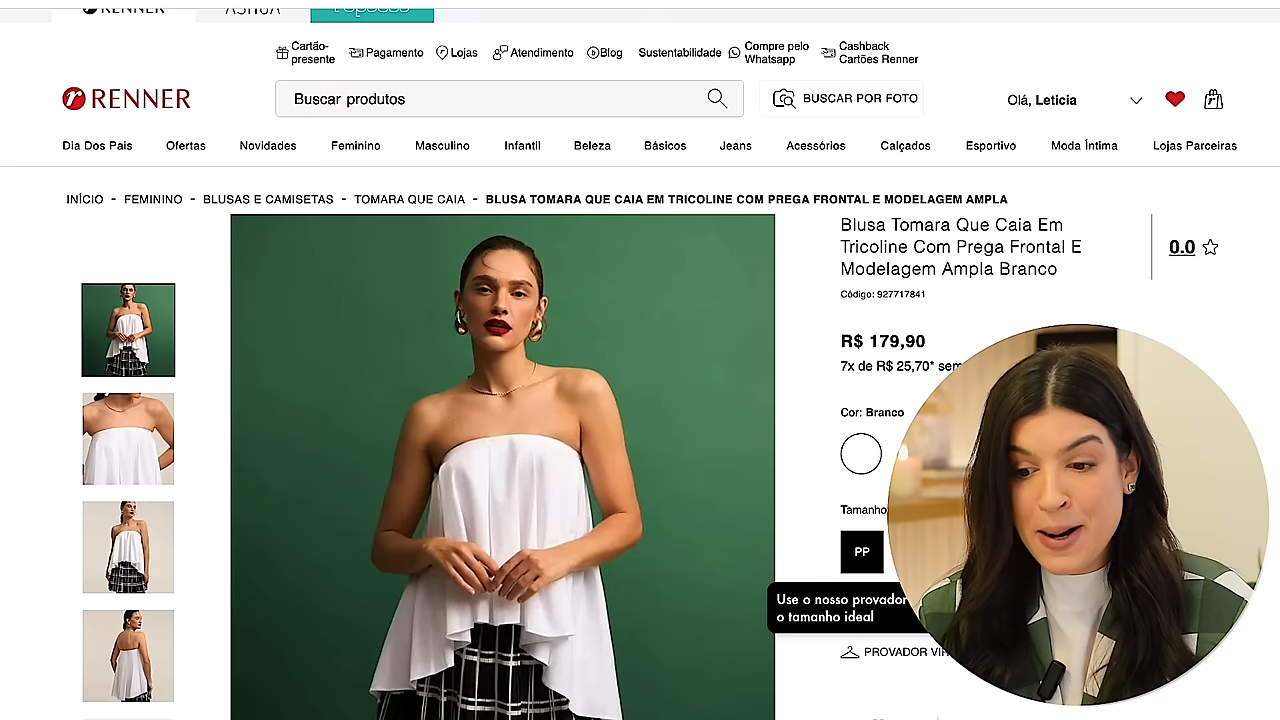 RENNER
Cartão-
presente
Pagamento
Lojas
Atendimento
Blog
Sustentabilidade
Compre pelo
Whatsapp
Cashback
Cartões Renner
RENNER
Buscar produtos
BUSCAR POR FOTO
Olá, Leticia
Dia Dos Pais
Ofertas
Novidades
Feminino
Masculino
Infantil
Beleza
Básicos
Jeans
Acessórios
Calçados
Esportivo
Moda Íntima
Lojas Parceiras
INÍCIO - FEMININO - BLUSAS E CAMISETAS - TOMARA QUE CAIA - BLUSA TOMARA QUE CAIA EM TRICOLINE COM PREGA FRONTAL E MODELAGEM AMPLA
Blusa Tomara Que Caia Em
Tricoline Com Prega Frontal E
Modelagem Ampla Branco
0.0
Código: 927717841
R$ 179,90
7x de R$ 25,70* sem
Cor: Branco
Tamanho
PP
Use o nosso provador
o tamanho ideal
PROVADOR